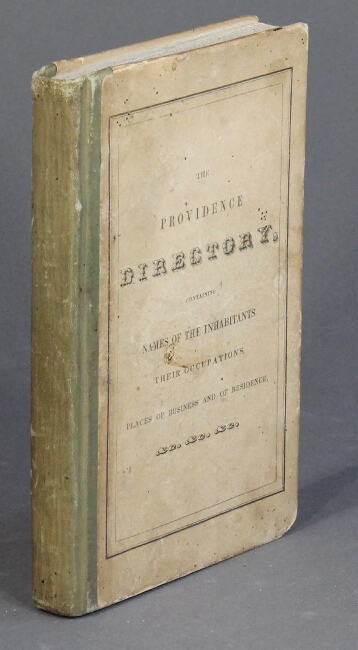 THE
PROVIDENCE
DIRECTORY,
CONTAINING
NAMES OF THE INHABITANTS
THEIR OCCUPATIONS,
PLACES OF BUSINESS AND OF RESIDENCE,
&C. &C. &C.